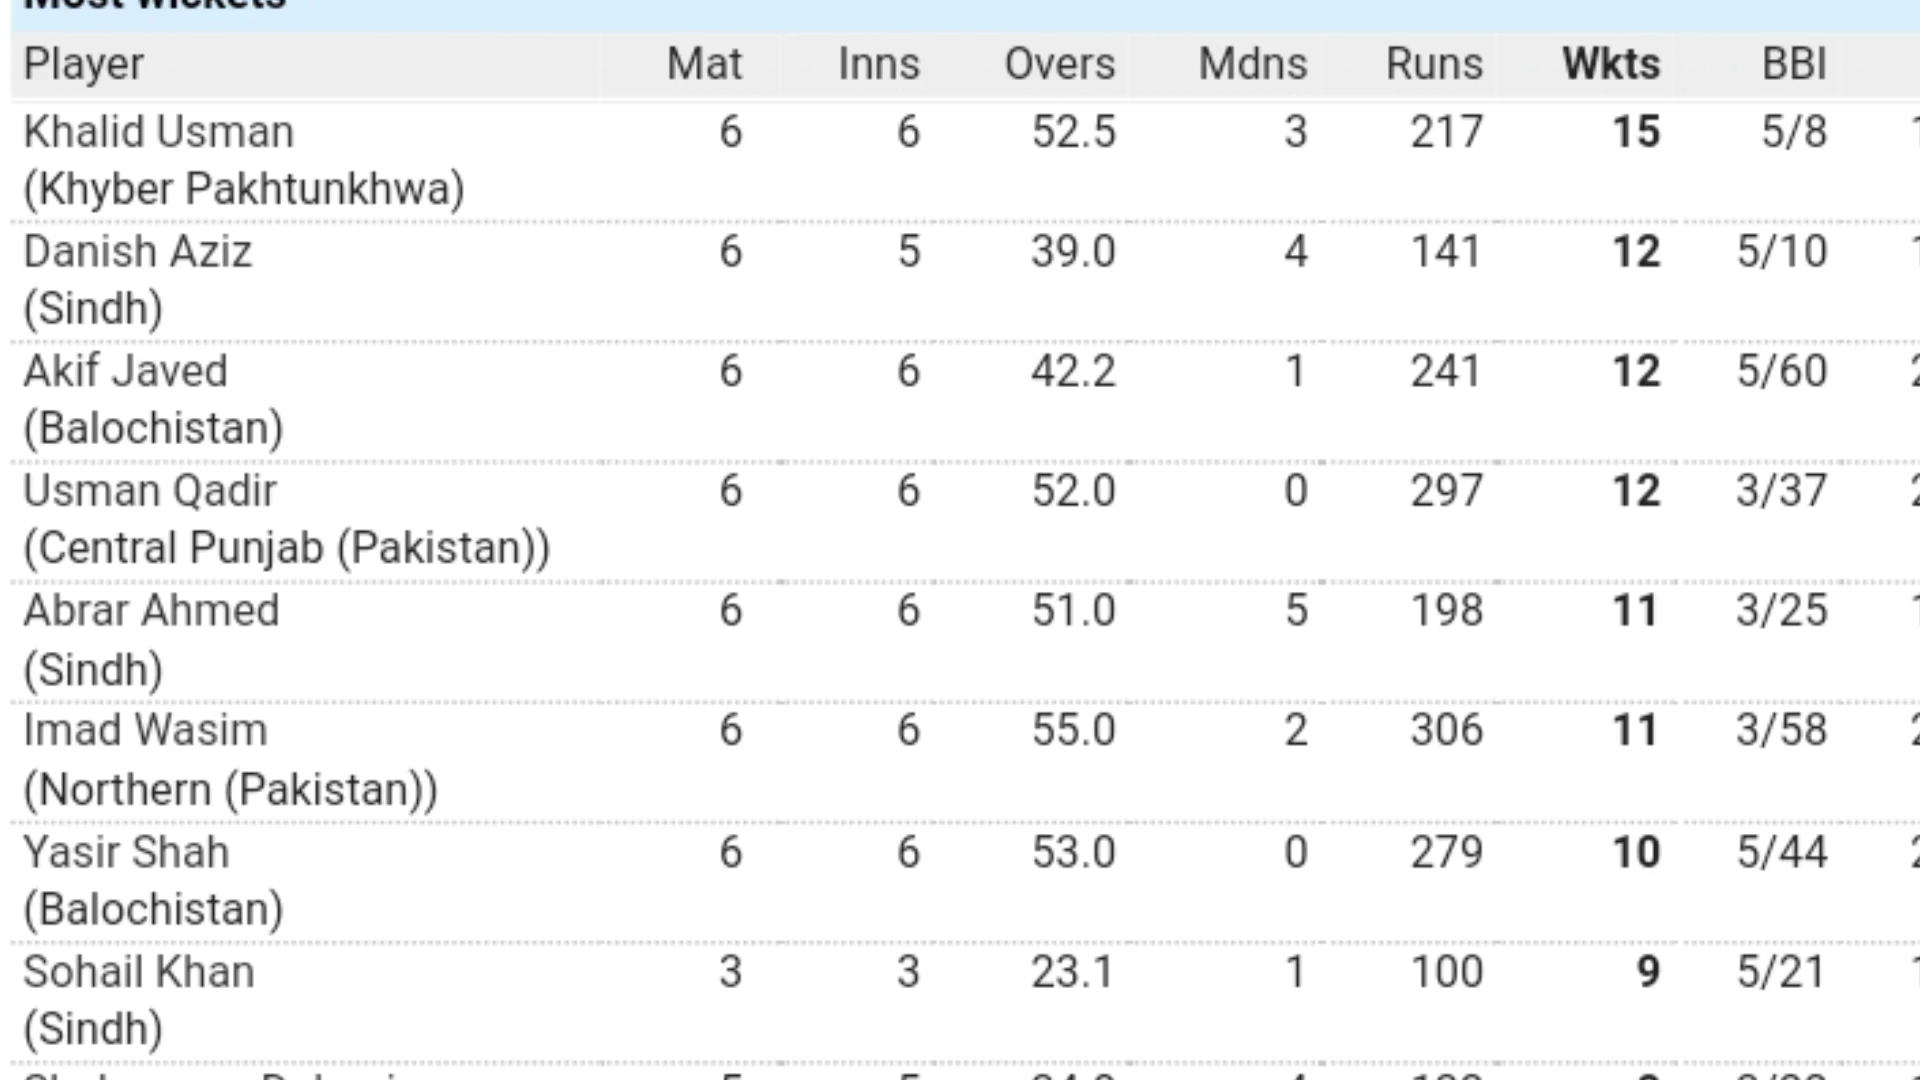 Most wickets
Player Mat Inns Overs Mdns Runs Wkts BBI
Khalid Usman 6 6 52.5 3 217 15 5/8
(Khyber Pakhtunkhwa)
Danish Aziz 6 5 39.0 4 141 12 5/10
(Sindh)
Akif Javed 6 6 42.2 1 241 12 5/60
(Balochistan)
Usman Qadir 6 6 52.0 0 297 12 3/37
(Central Punjab (Pakistan))
Abrar Ahmed 6 6 51.0 5 198 11 3/25
(Sindh)
Imad Wasim 6 6 55.0 2 306 11 3/58
(Northern (Pakistan))
Yasir Shah 6 6 53.0 0 279 10 5/44
(Balochistan)
Sohail Khan 3 3 23.1 1 100 9 5/21
(Sindh)